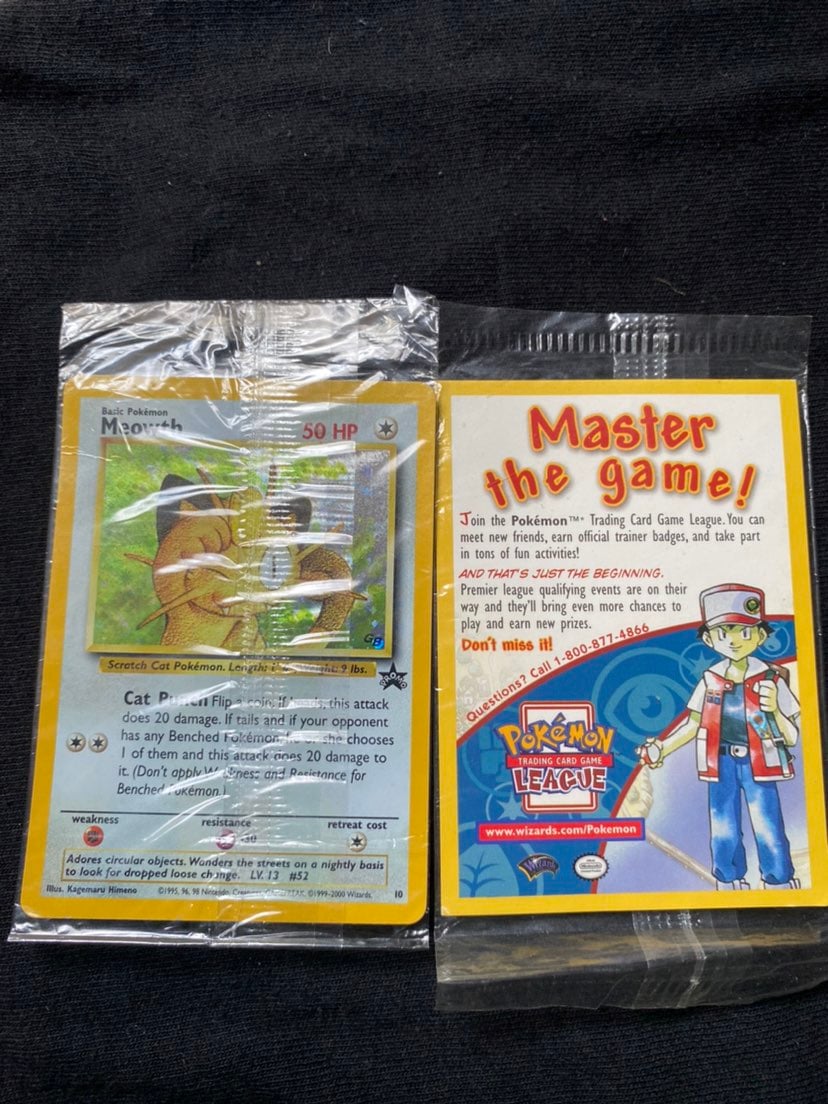 Basic Pokémon
Meowth
50 HP
GB
Scratch Cat Pokémon. Length: Weight: 9 lbs.
PROMO
Cat Punch Flip a coin. If heads, this attack
does 20 damage. If tails and if your opponent
has any Benched Pokémon, he or she chooses
1 of them and this attack does 20 damage to
it. (Don't apply Weakness and Resistance for
Benched Pokémon.)
weakness
resistance
retreat cost
-30
Adores circular objects. Wanders the streets on a nightly basis
to look for dropped loose change. LV. 13 #52
Illus. Kagemaru Himeno
©1995, 96, 98 Nintendo, Creatures, GAMEFREAK. ©1999-2000 Wizards.
10
Master
the game!
Join the Pokémon™ Trading Card Game League. You can
meet new friends, earn official trainer badges, and take part
in tons of fun activities!
AND THAT'S JUST THE BEGINNING.
Premier league qualifying events are on their
way and they'll bring even more chances to
play and earn new prizes.
Don't miss it!
Questions? Call 1-800-877-4866
POKéMON
TRADING CARD GAME
LEAGUE
www.wizards.com/Pokemon
Wizards